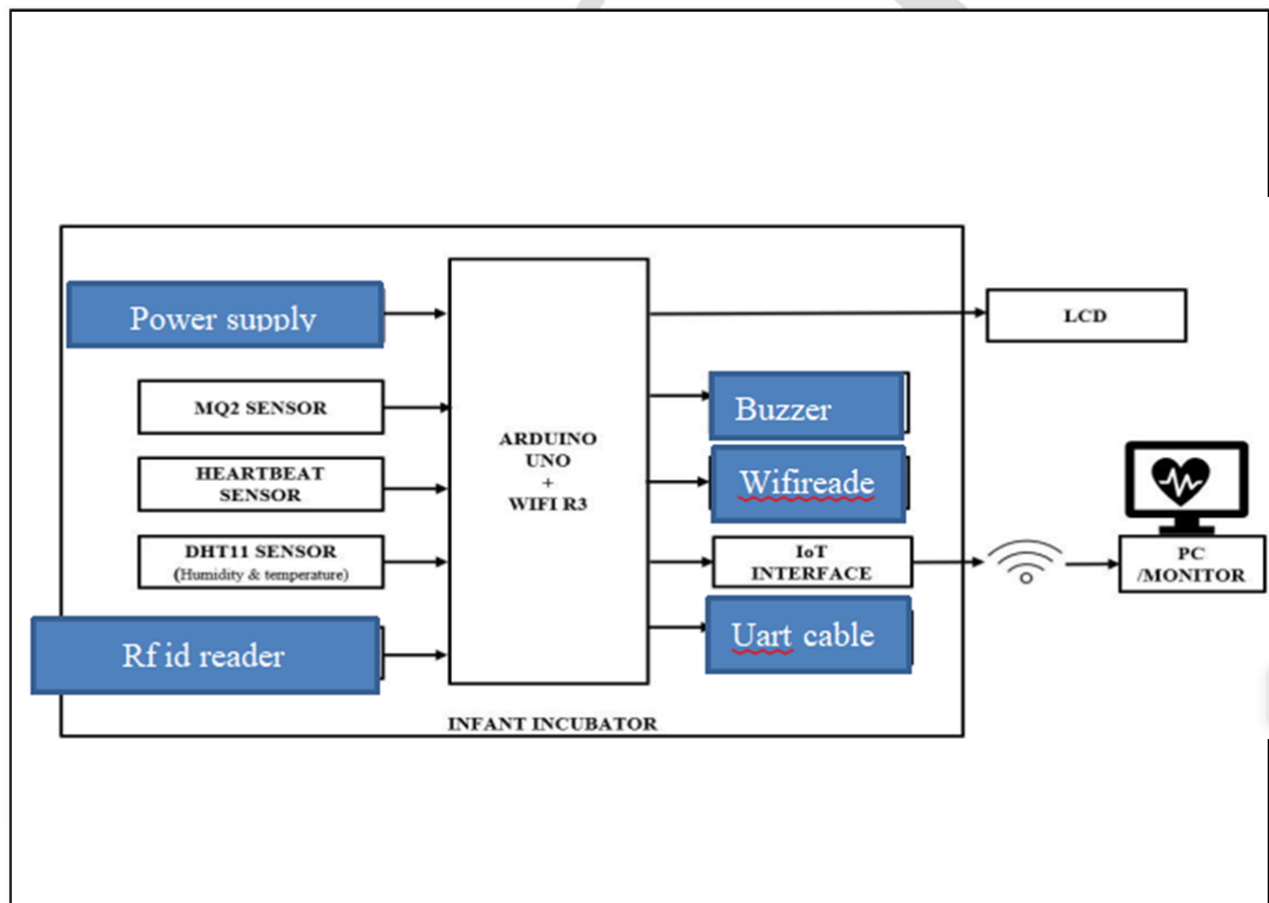 Power supply
MQ2 SENSOR
HEARTBEAT
SENSOR
DHT11 SENSOR
(Humidity & temperature)
Rf id reader
ARDUINO
UNO
+
WIFI R3
LCD
Buzzer
Wifireade
IoT
INTERFACE
Uart cable
PC
/MONITOR
INFANT INCUBATOR